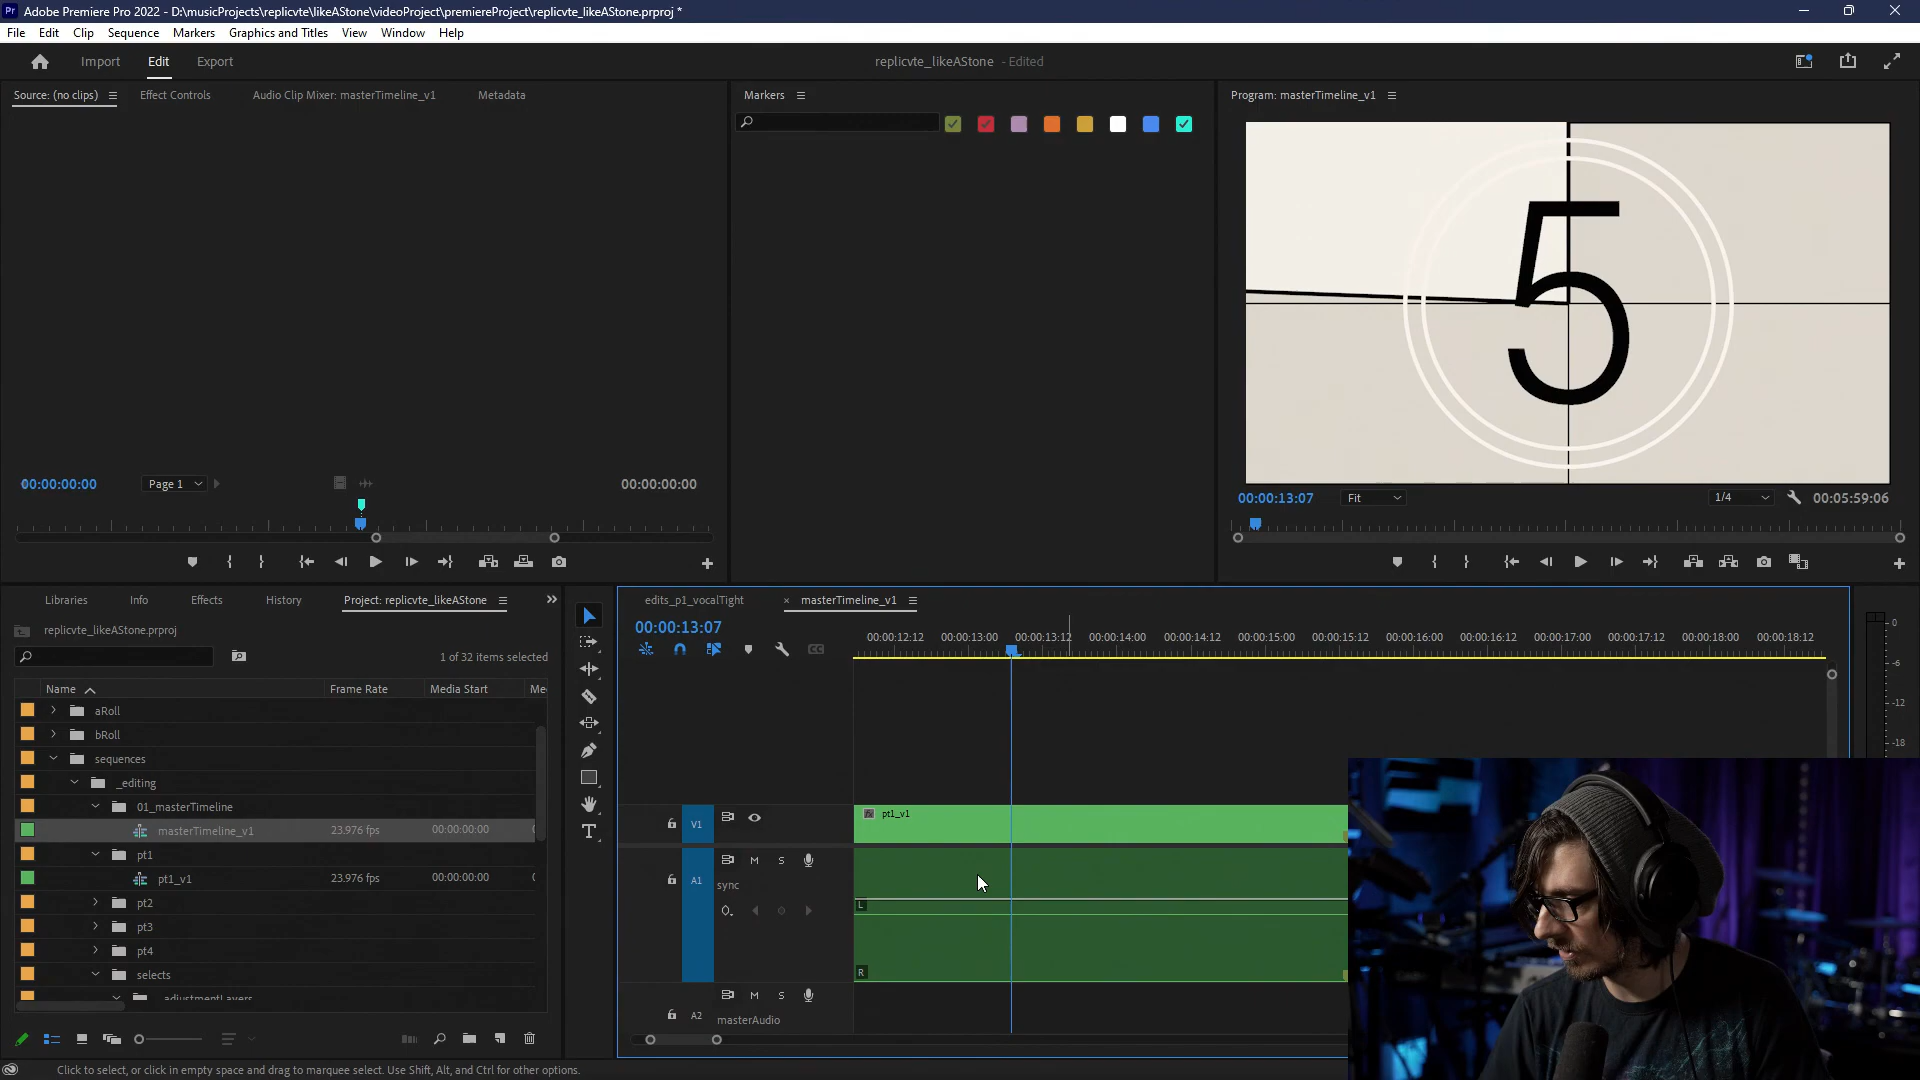 Pr Adobe Premiere Pro 2022 - D:\musicProjects\replicvte\likeAStone\videoProject\premiereProject\replicvte_likeAStone.prproj *
File Edit Clip Sequence Markers Graphics and Titles View Window Help
Import Edit Export replicvte_likeAStone - Edited
Source: (no clips) Effect Controls Audio Clip Mixer: masterTimeline_v1 Metadata
Markers
Program: masterTimeline_v1
5
00:00:00:00 Page 1 00:00:00:00
00:00:13:07 Fit 1/4 00:05:59:06
Libraries Info Effects History Project: replicvte_likeAStone
replicvte_likeAStone.prproj
1 of 32 items selected
Name Frame Rate Media Start Me
aRoll
bRoll
sequences
_editing
01_masterTimeline
masterTimeline_v1 23.976 fps 00:00:00:00
pt1
pt1_v1 23.976 fps 00:00:00:00
pt2
pt3
pt4
selects
adjustmentLayers
T
edits_p1_vocalTight × masterTimeline_v1
00:00:13:07
00:00:12:12 00:00:13:00 00:00:13:12 00:00:14:00 00:00:14:12 00:00:15:00 00:00:15:12 00:00:16:00 00:00:16:12 00:00:17:00 00:00:17:12 00:00:18:00 00:00:18:12
CC
V1
fx pt1_v1
A1 M S
sync
L
R
A2 M S
masterAudio
0
-6
-12
-18
Click to select, or click in empty space and drag to marquee select. Use Shift, Alt, and Ctrl for other options.